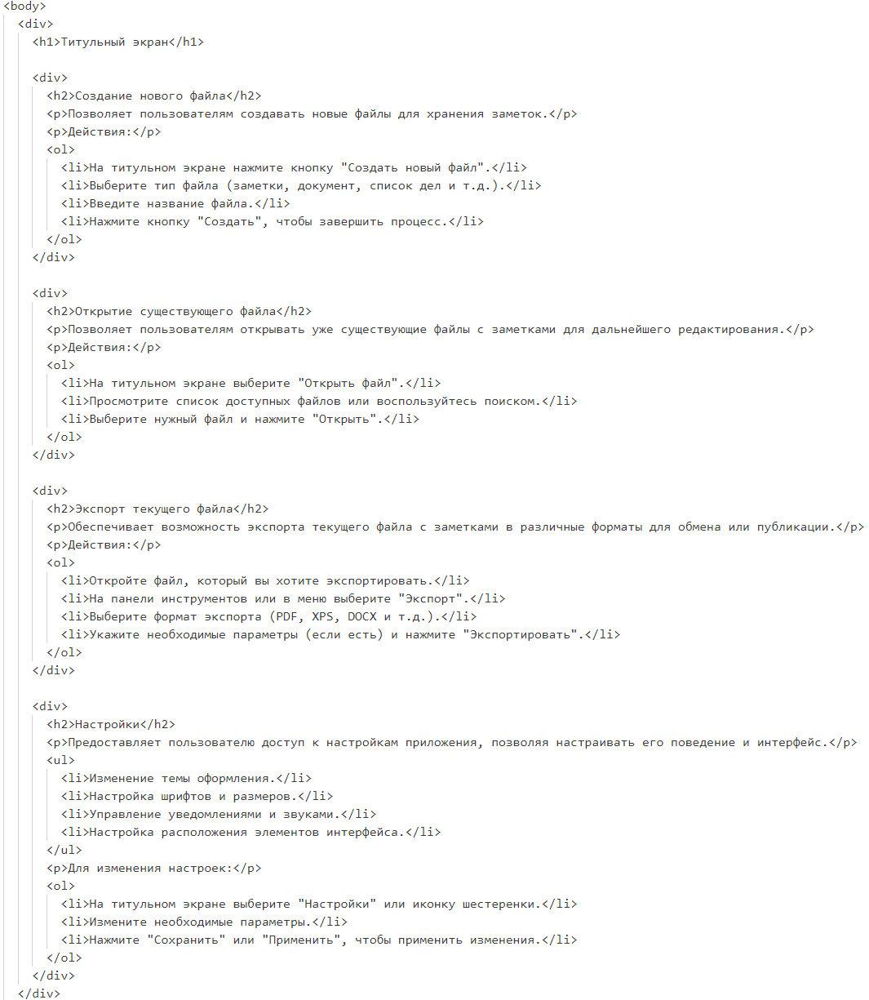 <body>
<div>
<h1>Титульный экран</h1>
<div>
<h2>Создание нового файла</h2>
<p>Позволяет пользователям создавать новые файлы для хранения заметок.</p>
<p>Действия:</p>
<ol>
<li>На титульном экране нажмите кнопку "Создать новый файл".</li>
<li>Выберите тип файла (заметки, документ, список дел и т.д.).</li>
<li>Введите название файла.</li>
<li>Нажмите кнопку "Создать", чтобы завершить процесс.</li>
</ol>
</div>
<div>
<h2>Открытие существующего файла</h2>
<p>Позволяет пользователям открывать уже существующие файлы с заметками для дальнейшего редактирования.</p>
<p>Действия:</p>
<ol>
<li>На титульном экране выберите "Открыть файл".</li>
<li>Просмотрите список доступных файлов или воспользуйтесь поиском.</li>
<li>Выберите нужный файл и нажмите "Открыть".</li>
</ol>
</div>
<div>
<h2>Экспорт текущего файла</h2>
<p>Обеспечивает возможность экспорта текущего файла с заметками в различные форматы для обмена или публикации.</p>
<p>Действия:</p>
<ol>
<li>Откройте файл, который вы хотите экспортировать.</li>
<li>На панели инструментов или в меню выберите "Экспорт".</li>
<li>Выберите формат экспорта (PDF, XPS, DOCX и т.д.).</li>
<li>Укажите необходимые параметры (если есть) и нажмите "Экспортировать".</li>
</ol>
</div>
<div>
<h2>Настройки</h2>
<p>Предоставляет пользователю доступ к настройкам приложения, позволяя настраивать его поведение и интерфейс.</p>
<ul>
<li>Изменение темы оформления.</li>
<li>Настройка шрифтов и размеров.</li>
<li>Управление уведомлениями и звуками.</li>
<li>Настройка расположения элементов интерфейса.</li>
</ul>
<p>Для изменения настроек:</p>
<ol>
<li>На титульном экране выберите "Настройки" или иконку шестеренки.</li>
<li>Измените необходимые параметры.</li>
<li>Нажмите "Сохранить" или "Применить", чтобы применить изменения.</li>
</ol>
</div>
</div>